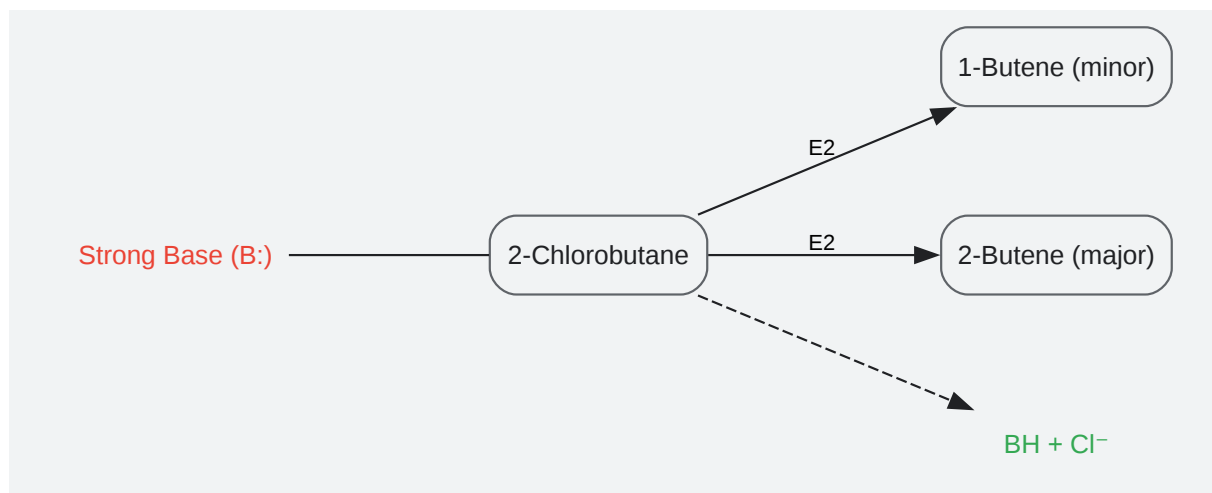 1-Butene (minor)
E2
Strong Base (B:)
2-Chlorobutane
E2
2-Butene (major)
BH + Cl⁻